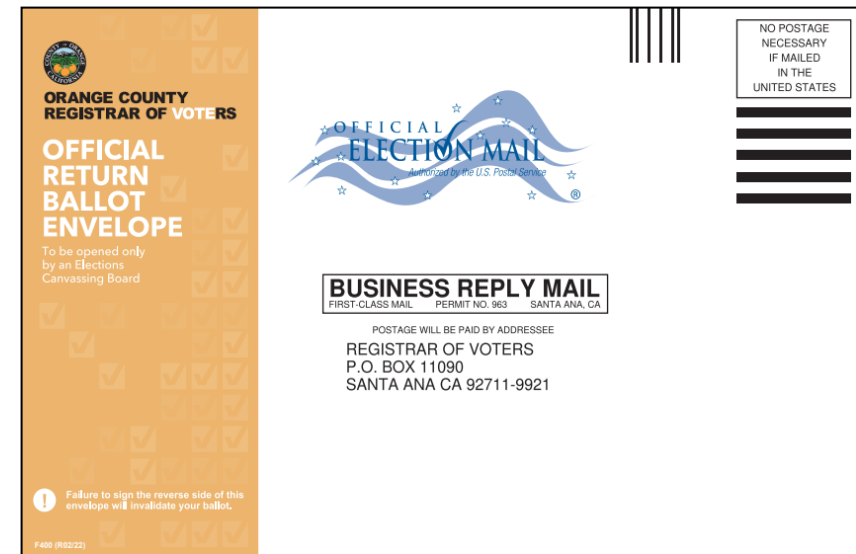 COUNTY OF ORANGE
CALIFORNIA
ORANGE COUNTY
REGISTRAR OF VOTERS
OFFICIAL
RETURN
BALLOT
ENVELOPE
To be opened only
by an Elections
Canvassing Board
Failure to sign the reverse side of this
envelope will invalidate your ballot.
F400 (R02/22)
OFFICIAL
ELECTION MAIL
Authorized by the U.S. Postal Service
®
NO POSTAGE
NECESSARY
IF MAILED
IN THE
UNITED STATES
BUSINESS REPLY MAIL
FIRST-CLASS MAIL PERMIT NO. 963 SANTA ANA, CA
POSTAGE WILL BE PAID BY ADDRESSEE
REGISTRAR OF VOTERS
P.O. BOX 11090
SANTA ANA CA 92711-9921